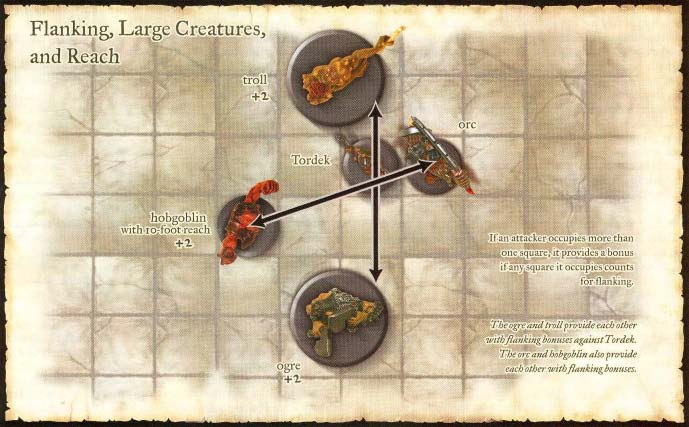 Flanking, Large Creatures,
and Reach
troll
+2
orc
Tordek
hobgoblin
with 10-foot reach
+2
If an attacker occupies more than
one square, it provides a bonus
if any square it occupies counts
for flanking.
The ogre and troll provide each other
with flanking bonuses against Tordek.
The orc and hobgoblin also provide
each other with flanking bonuses.
ogre
+2